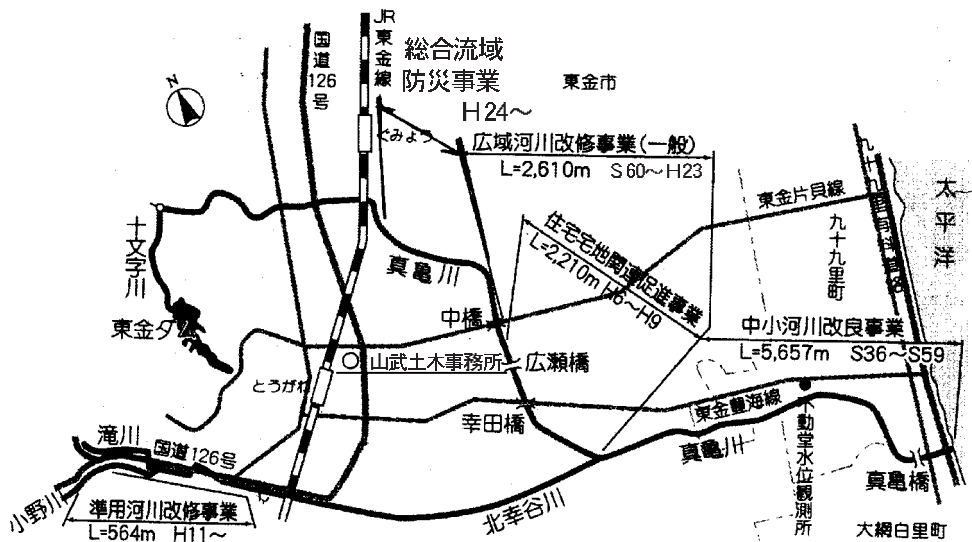 JR東金線
国道126号
総合流域
防災事業
H24～
東金市
N
ぐみょう
広域河川改修事業(一般)
L=2,610m S60～H23
太平洋
東金片貝線
九十九里町
十文字川
真亀川
住宅宅地関連促進事業
L=2,210m H6～H9
中橋
中小河川改良事業
L=5,657m S36～S59
東金ダム
山武土木事務所
広瀬橋
とうがね
東金豊海線
幸田橋
滝川
国道126号
真亀川
不動堂水位観測所
真亀橋
小野川
準用河川改修事業
L=564m H11～
北幸谷川
大網白里町